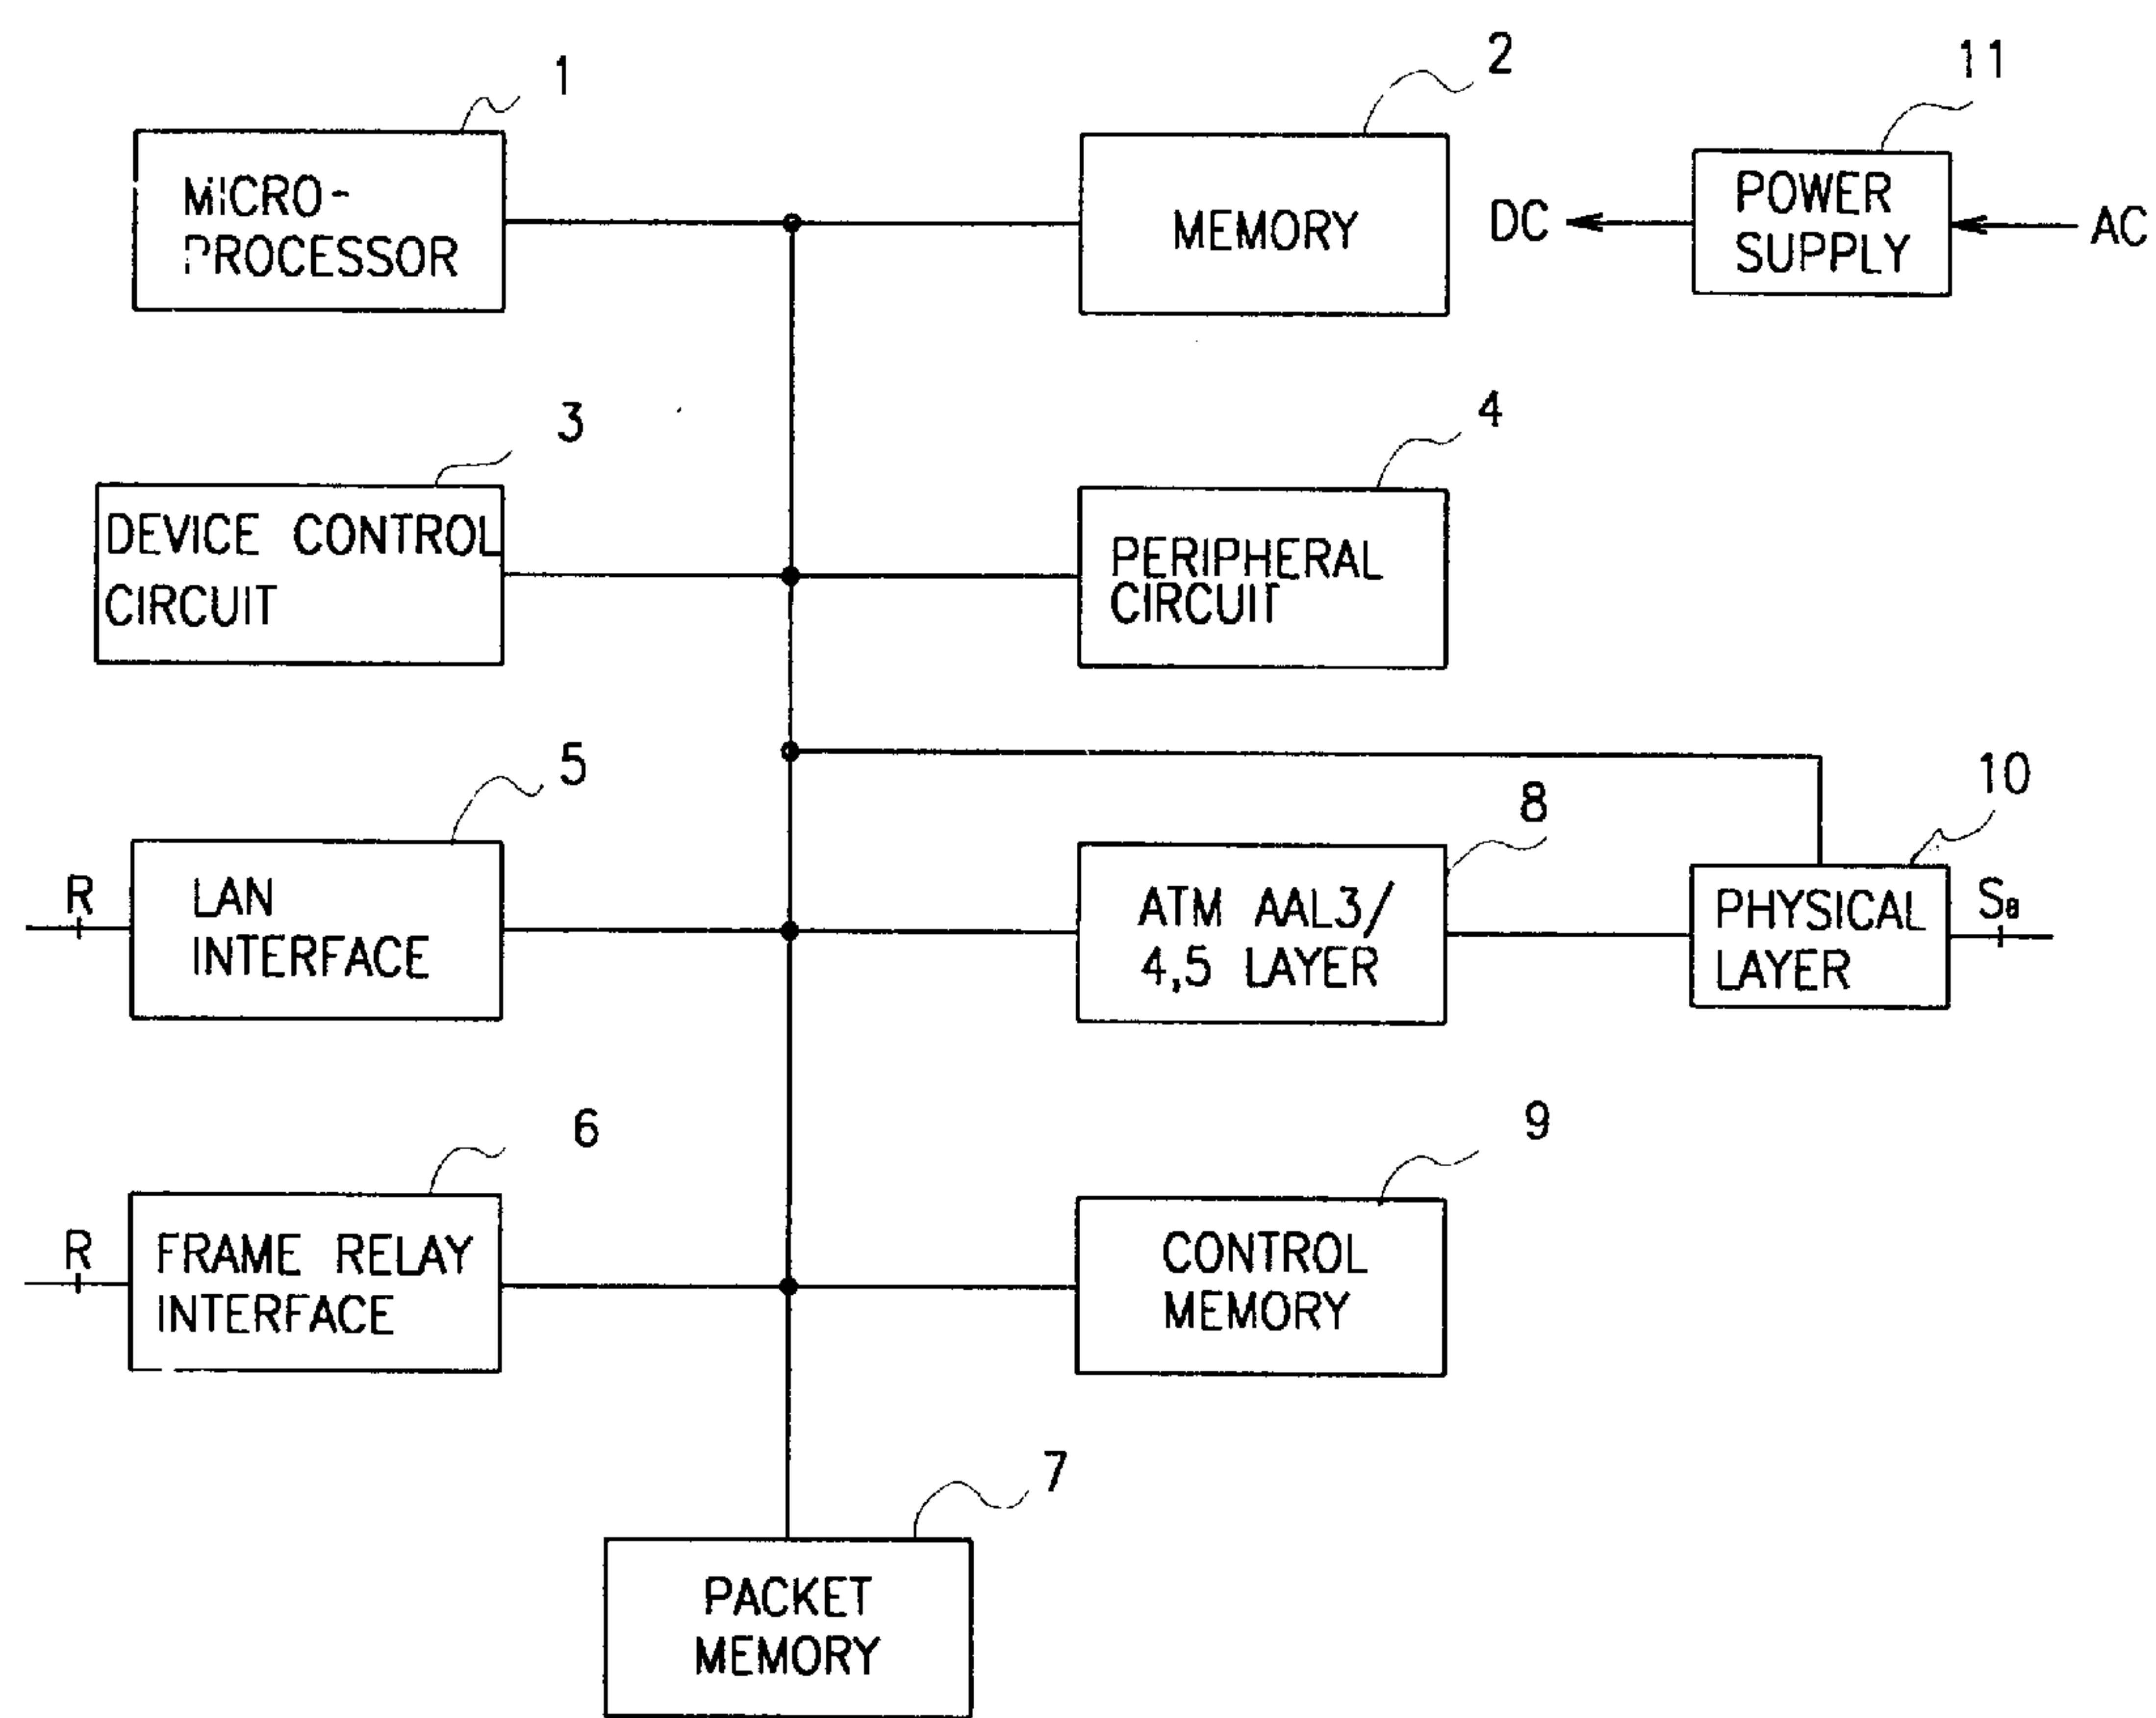 1
MICRO-
PROCESSOR
2
MEMORY
11
POWER
SUPPLY
DC
AC
3
DEVICE CONTROL
CIRCUIT
4
PERIPHERAL
CIRCUIT
5
R
LAN
INTERFACE
8
ATM AAL3/
4,5 LAYER
10
PHYSICAL
LAYER
6
R
FRAME RELAY
INTERFACE
9
CONTROL
MEMORY
7
PACKET
MEMORY